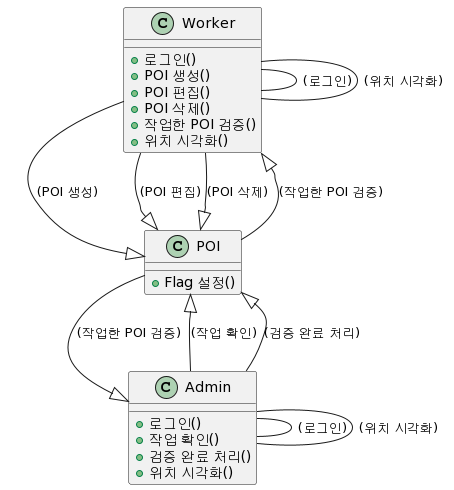 C Worker
로그인()
POI 생성()
POI 편집()
POI 삭제()
작업한 POI 검증()
위치 시각화()
(로그인) (위치 시각화)
(POI 생성) (POI 편집) (POI 삭제) (작업한 POI 검증)
C POI
Flag 설정()
(작업한 POI 검증) (작업 확인) (검증 완료 처리)
C Admin
로그인()
작업 확인()
검증 완료 처리()
위치 시각화()
(로그인) (위치 시각화)